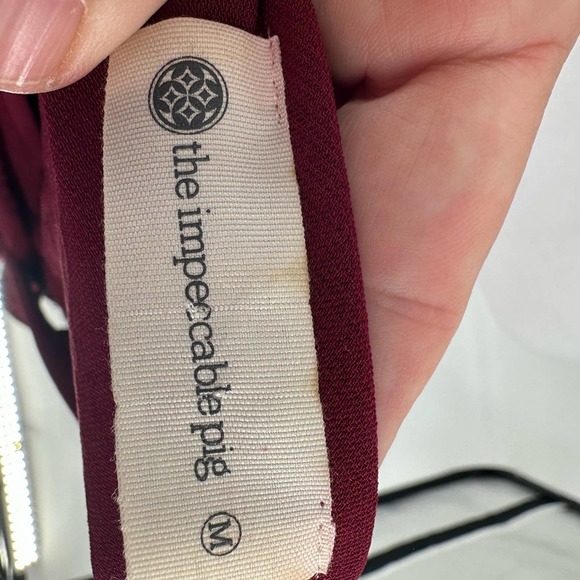 the impeccable pig
M